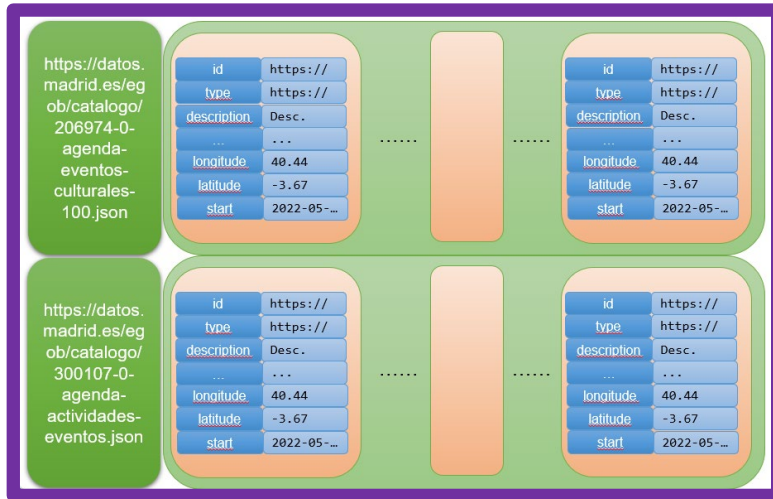 https://datos.
madrid.es/eg
ob/catalogo/
206974-0-
agenda-
eventos-
culturales-
100.json
id https://
type https://
description Desc.
... ...
longitude 40.44
latitude -3.67
start 2022-05-…
......
......
id https://
type https://
description Desc.
... ...
longitude 40.44
latitude -3.67
start 2022-05-…
https://datos.
madrid.es/eg
ob/catalogo/
300107-0-
agenda-
actividades-
eventos.json
id https://
type https://
description Desc.
... ...
longitude 40.44
latitude -3.67
start 2022-05-…
......
......
id https://
type https://
description Desc.
... ...
longitude 40.44
latitude -3.67
start 2022-05-…